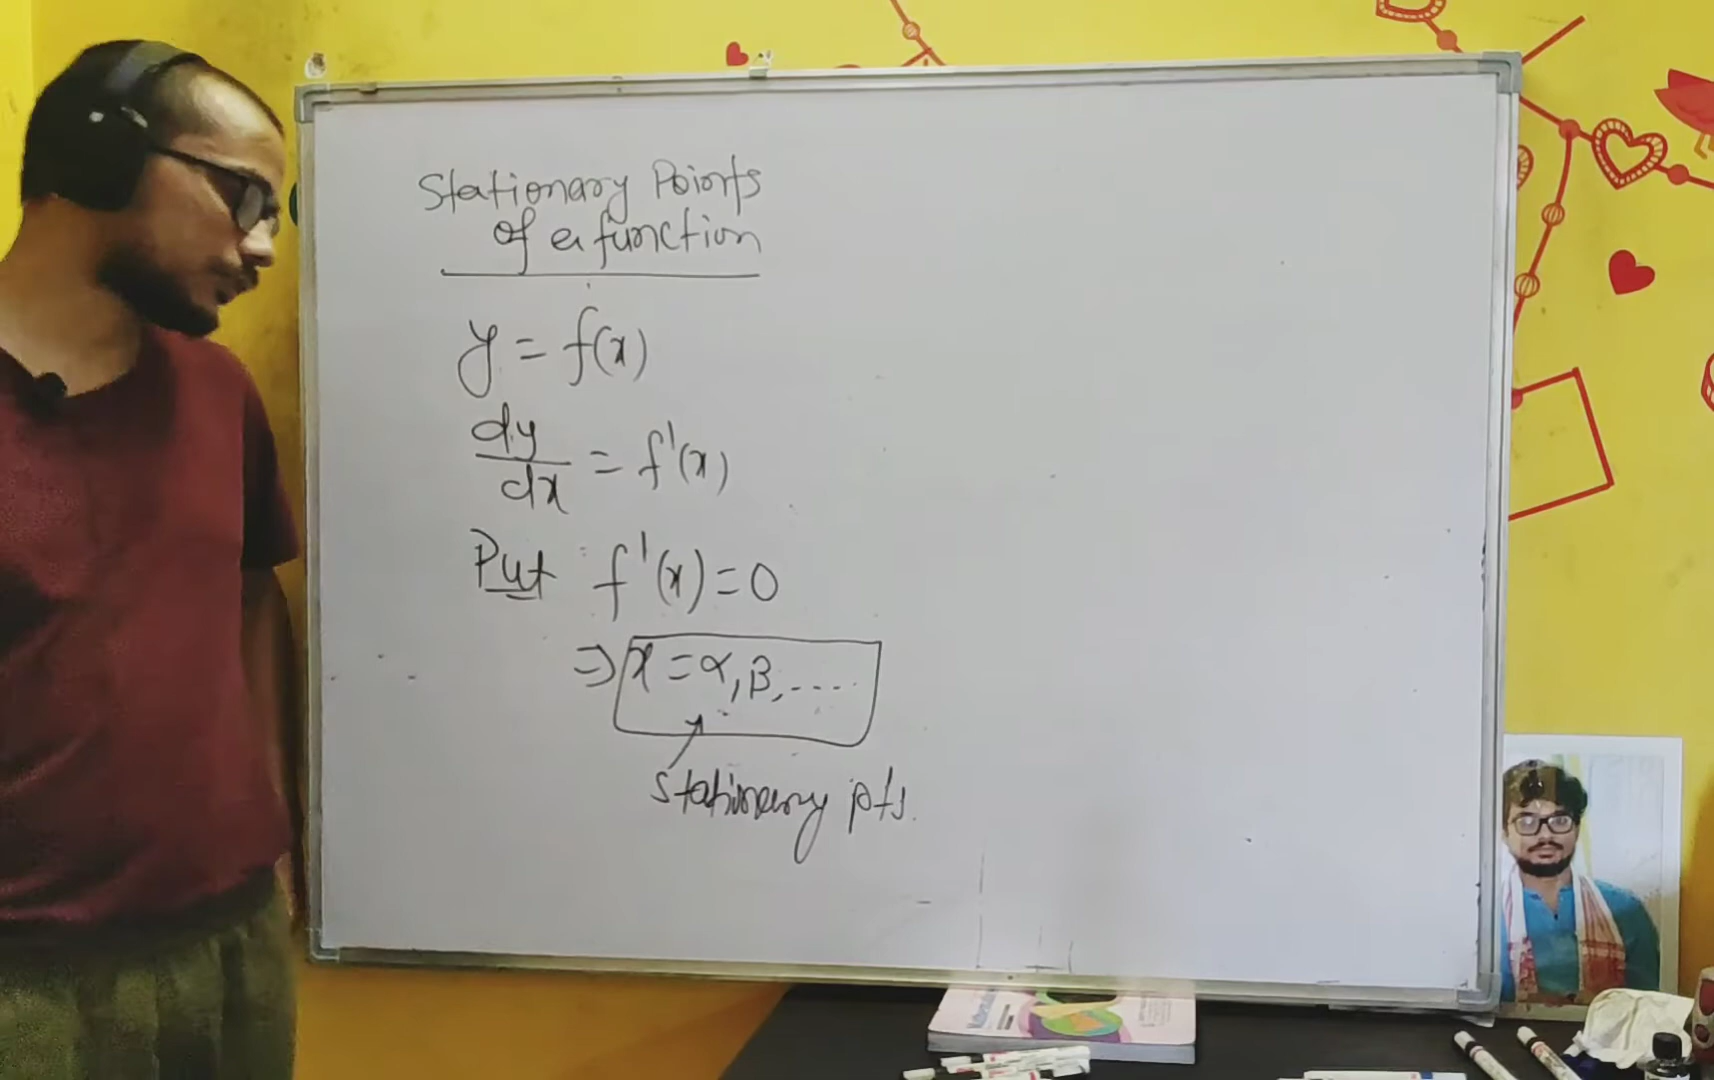 Stationary Points
of a function
y = f(x)
dy/dx = f'(x)
Put f'(x) = 0
⇒ x = α, β, ....
Stationary pts.